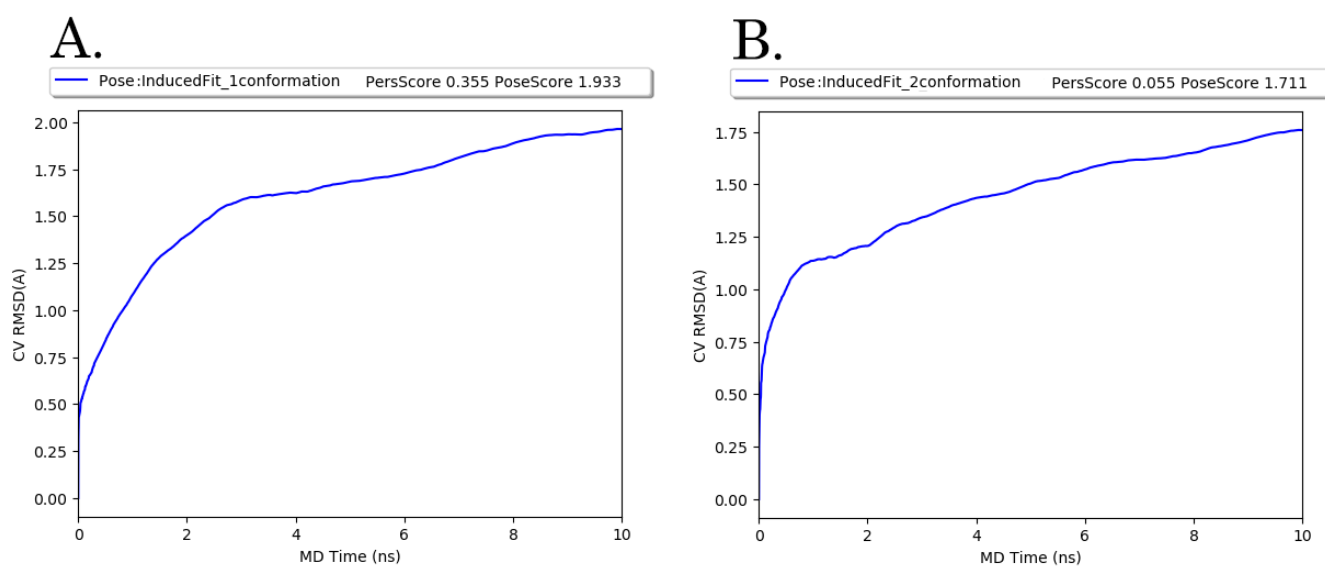 A.
Pose:InducedFit_1conformation PersScore 0.355 PoseScore 1.933
2.00
1.75
1.50
1.25
1.00
0.75
0.50
0.25
0.00
CV RMSD(A)
0 2 4 6 8 10
MD Time (ns)
B.
Pose:InducedFit_2conformation PersScore 0.055 PoseScore 1.711
1.75
1.50
1.25
1.00
0.75
0.50
0.25
0.00
CV RMSD(A)
0 2 4 6 8 10
MD Time (ns)